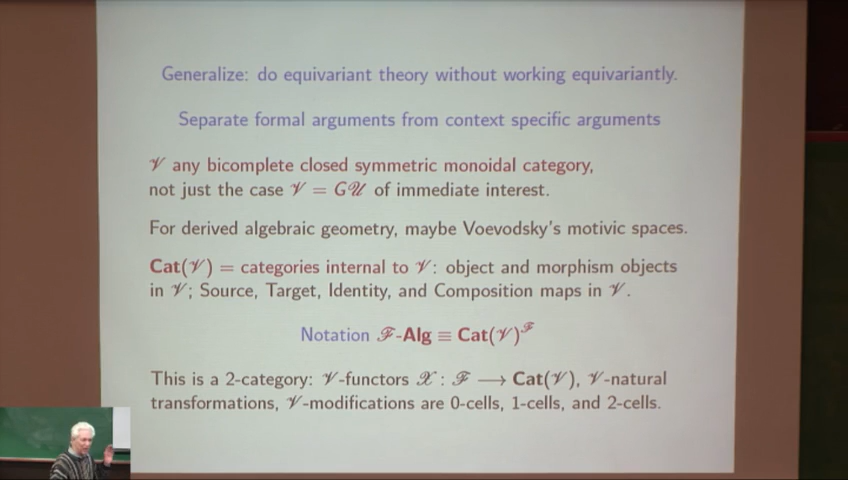 Generalize: do equivariant theory without working equivariantly.
Separate formal arguments from context specific arguments
𝒱 any bicomplete closed symmetric monoidal category,
not just the case 𝒱 = G𝒰 of immediate interest.
For derived algebraic geometry, maybe Voevodsky's motivic spaces.
Cat(𝒱) = categories internal to 𝒱: object and morphism objects
in 𝒱; Source, Target, Identity, and Composition maps in 𝒱.
Notation ℱ-Alg ≡ Cat(𝒱)^ℱ
This is a 2-category: 𝒱-functors 𝒳 : ℱ ⟶ Cat(𝒱), 𝒱-natural
transformations, 𝒱-modifications are 0-cells, 1-cells, and 2-cells.